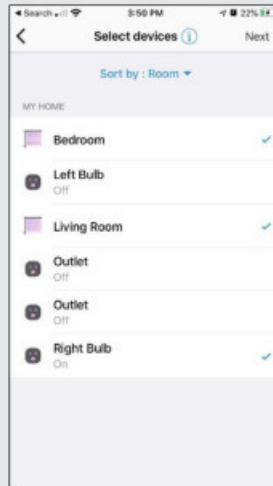 Search
3:50 PM
22%
Select devices
Next
Sort by : Room
MY HOME
Bedroom
Left Bulb
Off
Living Room
Outlet
Off
Outlet
Off
Right Bulb
On